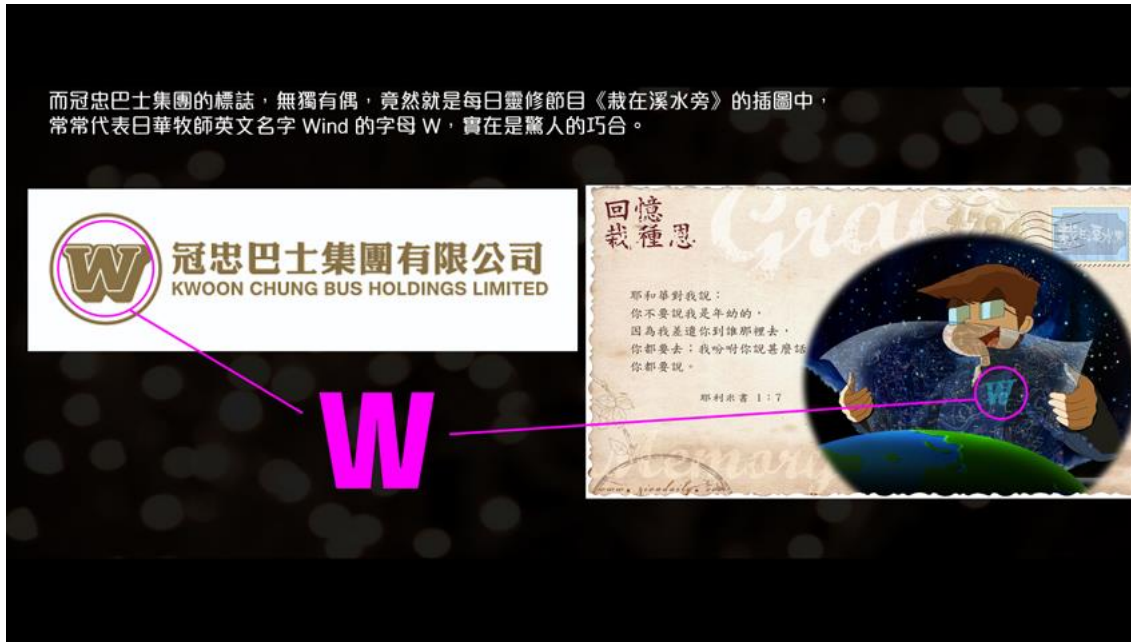 而冠忠巴士集團的標誌，無獨有偶，竟然就是每日靈修節目《栽在溪水旁》的插圖中，
常常代表日華牧師英文名字 Wind 的字母 W，實在是驚人的巧合。
W
冠忠巴士集團有限公司
KWOON CHUNG BUS HOLDINGS LIMITED
W
回憶
栽種恩
Grace
耶和華對我說：
你不要說我是年幼的，
因為我差遣你到誰那裡去，
你都要去；我吩咐你說甚麼話
你都要說。
耶利米書 1：7
W
Memory